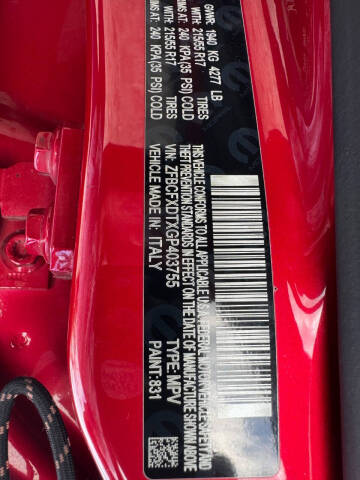 GVWR: 1940 KG 4277 LB
WITH: 215/55 R17 TIRES
AT: 240 KPA(35 PSI) COLD
WITH: 215/55 R17 TIRES
AT: 240 KPA(35 PSI) COLD
THIS VEHICLE CONFORMS TO ALL APPLICABLE U.S.A. FEDERAL MOTOR VEHICLE SAFETY AND
THEFT PREVENTION STANDARDS IN EFFECT ON THE DATE OF MANUFACTURE SHOWN ABOVE
VIN: ZFBCFXDTXGP403755 TYPE: MPV
VEHICLE MADE IN: ITALY PAINT: 831